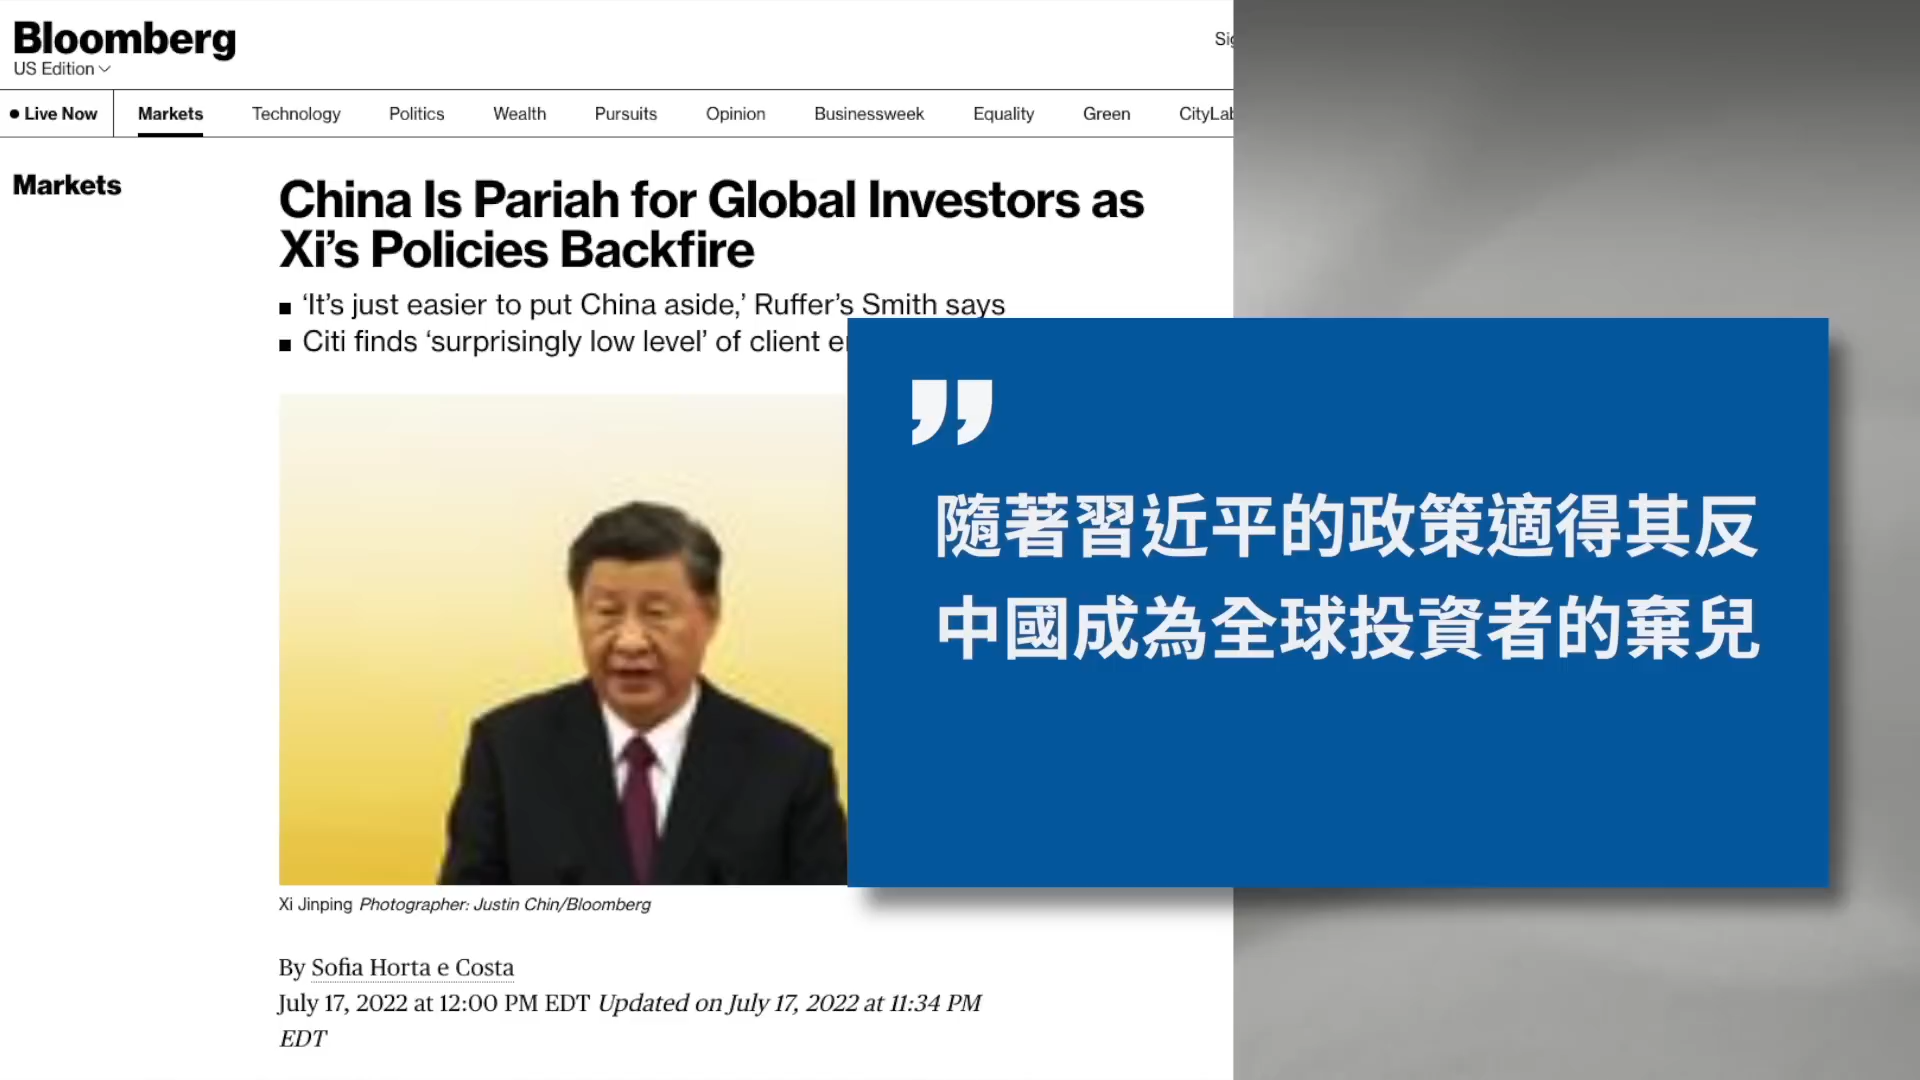 Bloomberg
US Edition
Live Now Markets Technology Politics Wealth Pursuits Opinion Businessweek Equality Green
Markets
China Is Pariah for Global Investors as
Xi's Policies Backfire
‘It’s just easier to put China aside,’ Ruffer’s Smith says
Citi finds ‘surprisingly low level’ of client
”
隨著習近平的政策適得其反
中國成為全球投資者的棄兒
Xi Jinping Photographer: Justin Chin/Bloomberg
By Sofia Horta e Costa
July 17, 2022 at 12:00 PM EDT Updated on July 17, 2022 at 11:34 PM
EDT